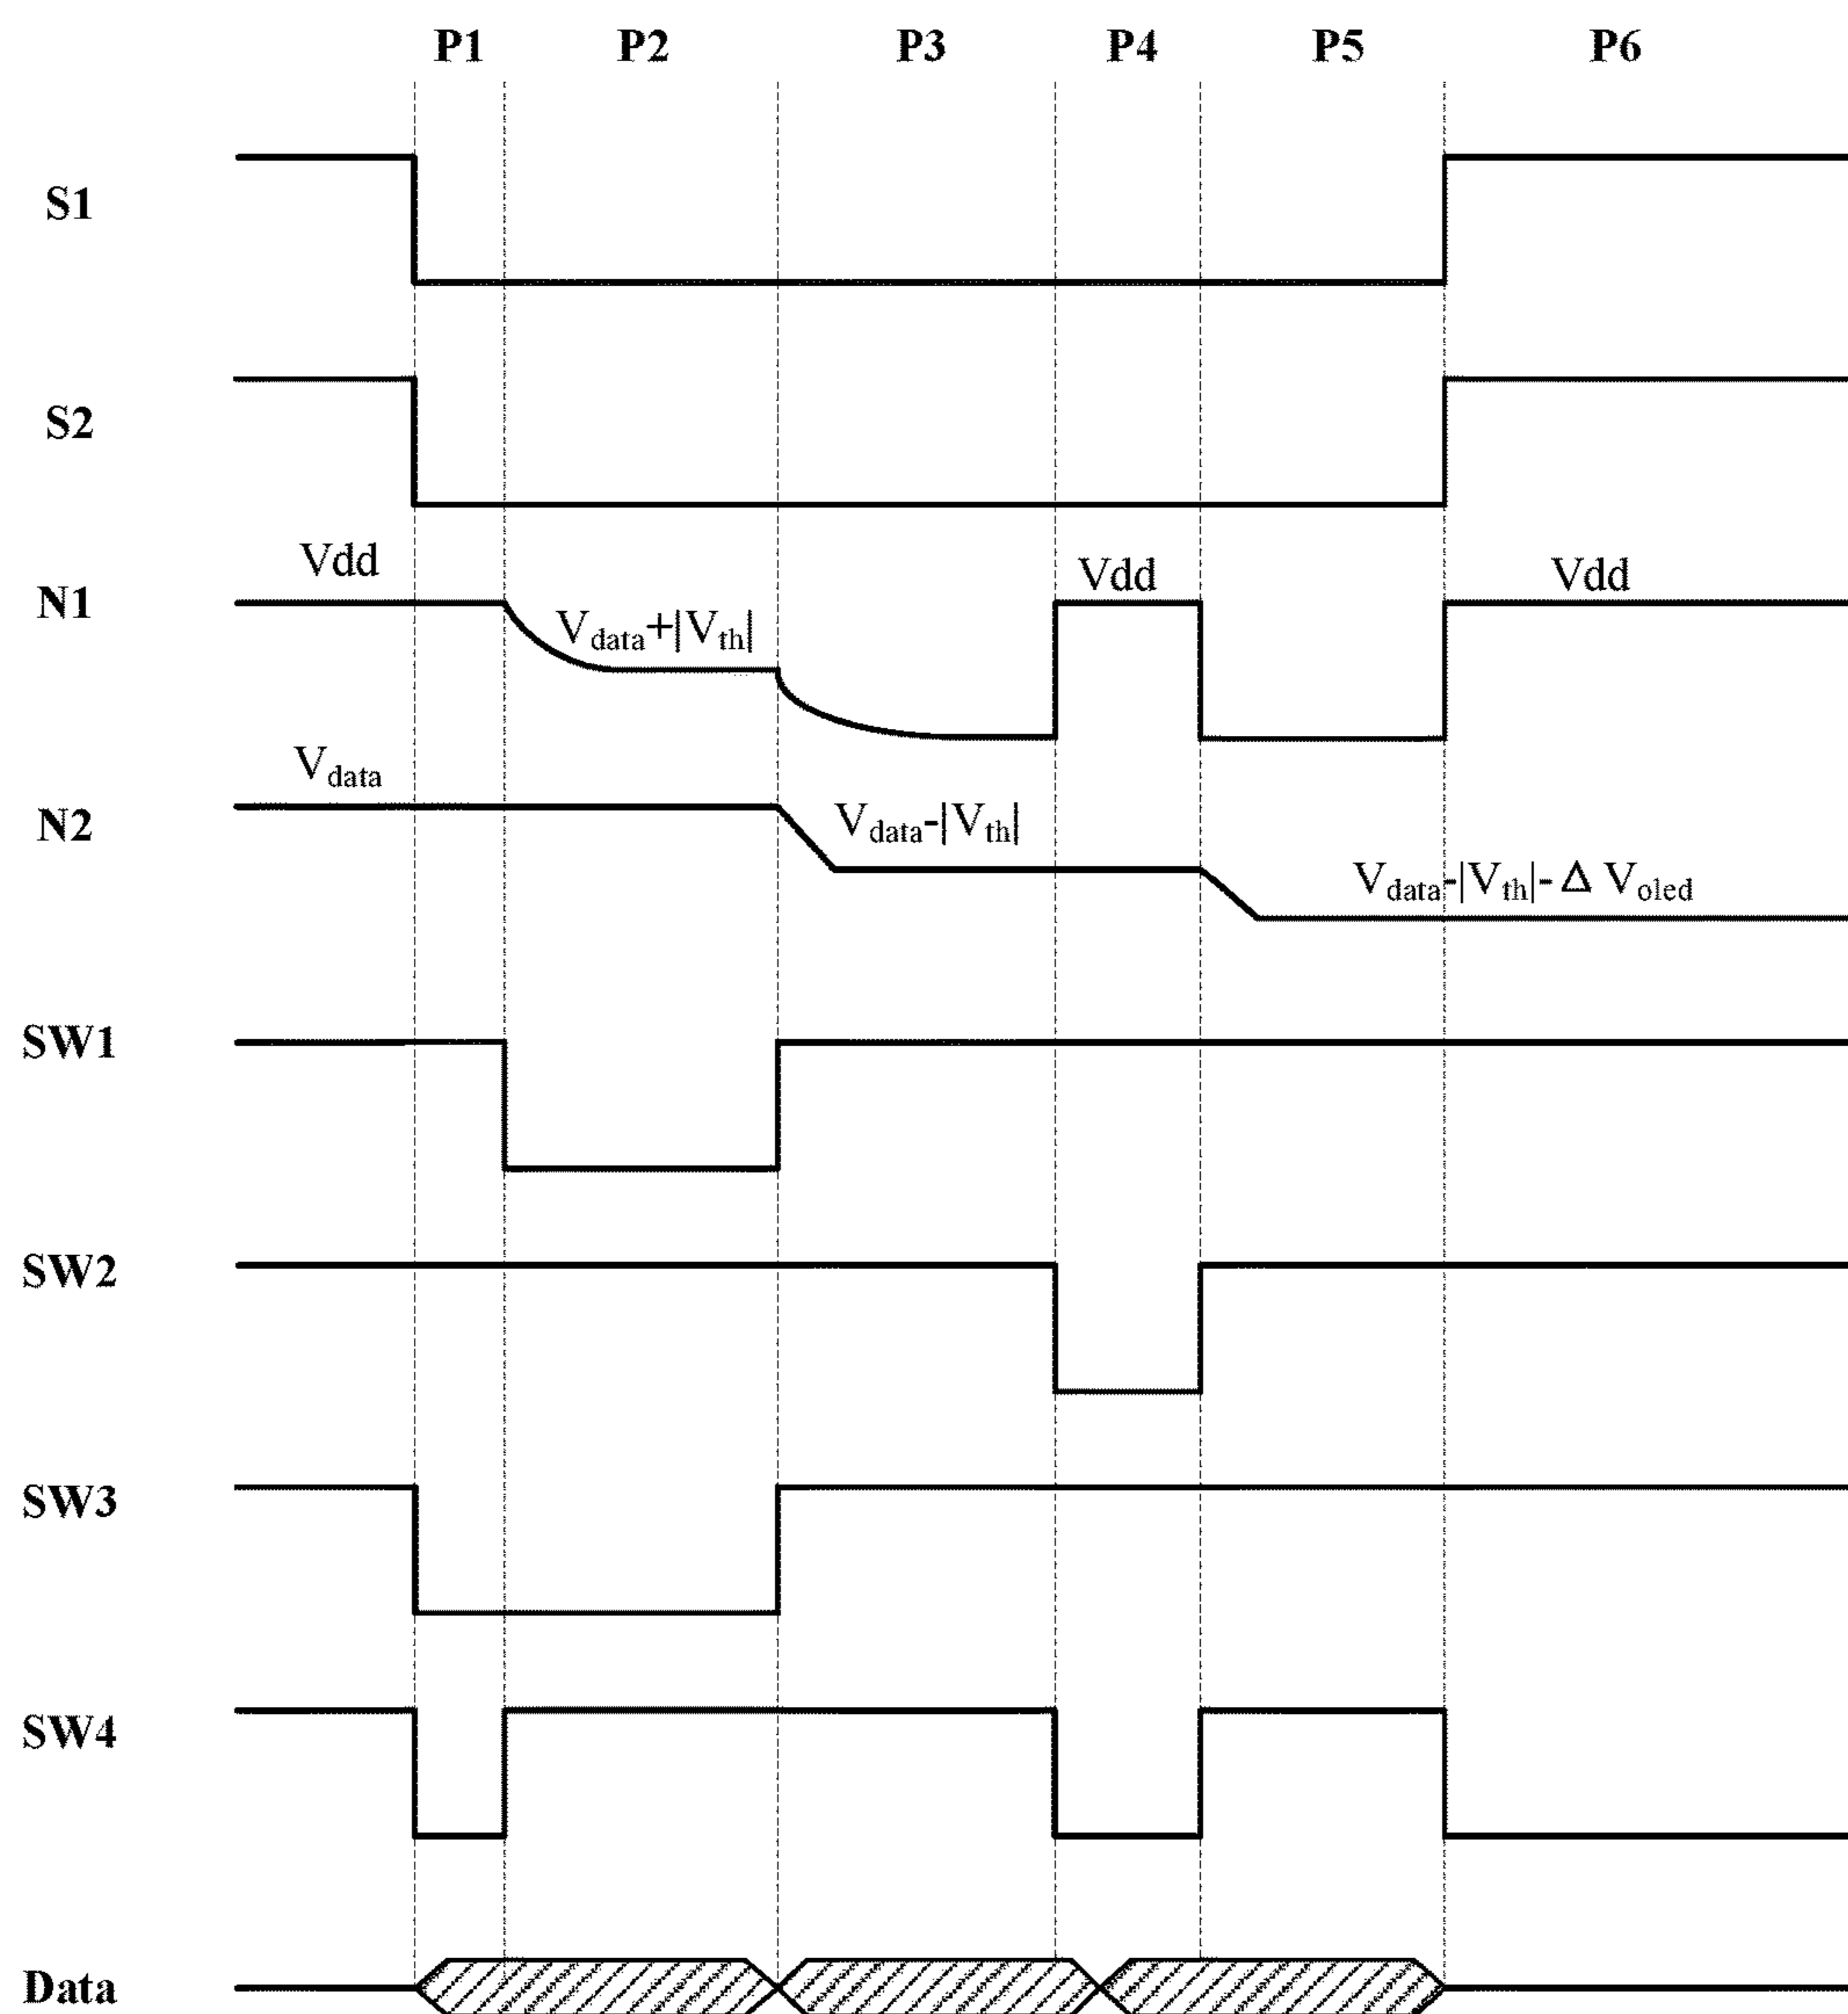 P1 P2 P3 P4 P5 P6
S1
S2
Vdd Vdd Vdd
N1
Vdata+|Vth|
Vdata
N2
Vdata-|Vth|
Vdata-|Vth|-Δ Voled
SW1
SW2
SW3
SW4
Data